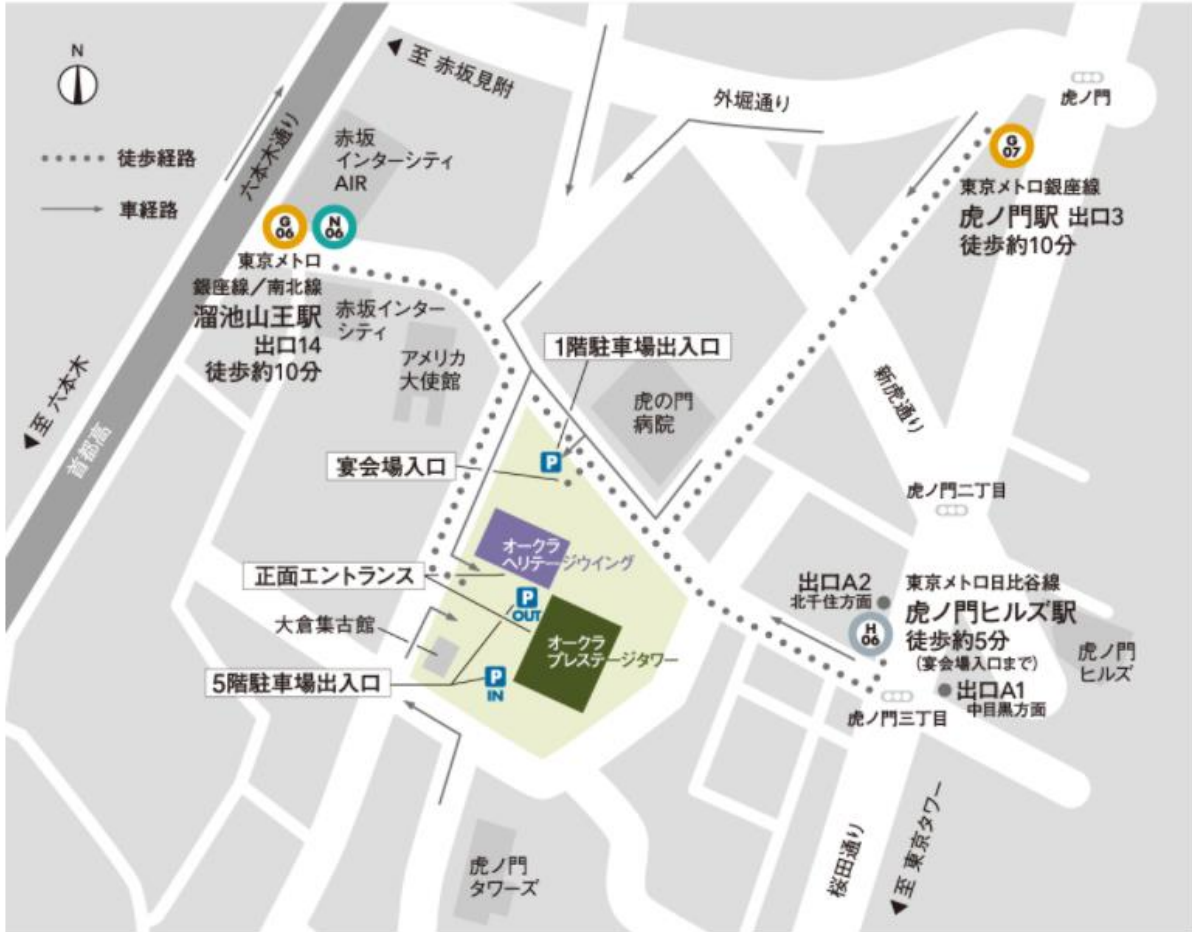 N
徒歩経路
車経路
至 赤坂見附
六本木通り
赤坂
インターシティ
AIR
外堀通り
虎ノ門
G
07
東京メトロ銀座線
虎ノ門駅 出口3
徒歩約10分
G
06
N
06
東京メトロ
銀座線/南北線
溜池山王駅
出口14
徒歩約10分
赤坂インター
シティ
アメリカ
大使館
1階駐車場出入口
虎の門
病院
新虎通り
至 六本木
首都高
宴会場入口
P
虎ノ門二丁目
オークラ
ヘリテージウイング
正面エントランス
P
OUT
大倉集古館
オークラ
プレステージタワー
5階駐車場出入口
P
IN
出口A2
北千住方面
東京メトロ日比谷線
虎ノ門ヒルズ駅
徒歩約5分
(宴会場入口まで)
H
06
出口A1
中目黒方面
虎ノ門
ヒルズ
虎ノ門三丁目
虎ノ門
タワーズ
桜田通り
至 東京タワー